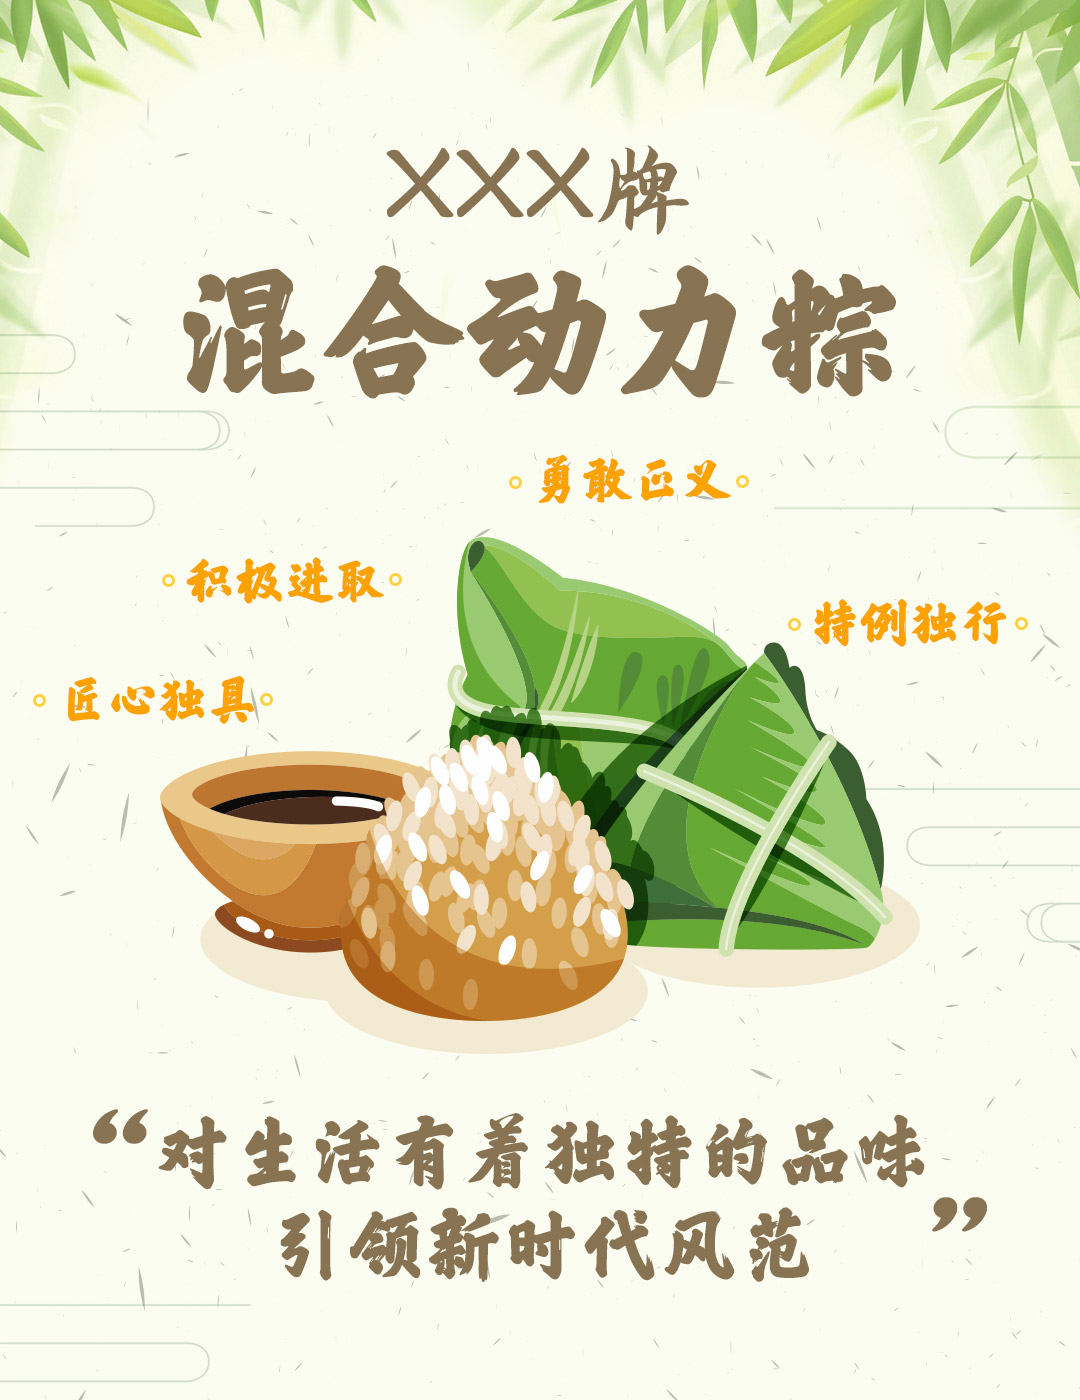 XXX牌
混合动力粽
勇敢正义
积极进取
特例独行
匠心独具
“对生活有着独特的品味
引领新时代风范”